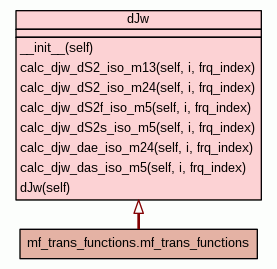 dJw
__init__(self)
calc_djw_dS2_iso_m13(self, i, frq_index)
calc_djw_dS2_iso_m24(self, i, frq_index)
calc_djw_dS2f_iso_m5(self, i, frq_index)
calc_djw_dS2s_iso_m5(self, i, frq_index)
calc_djw_dae_iso_m24(self, i, frq_index)
calc_djw_das_iso_m5(self, i, frq_index)
dJw(self)
mf_trans_functions.mf_trans_functions